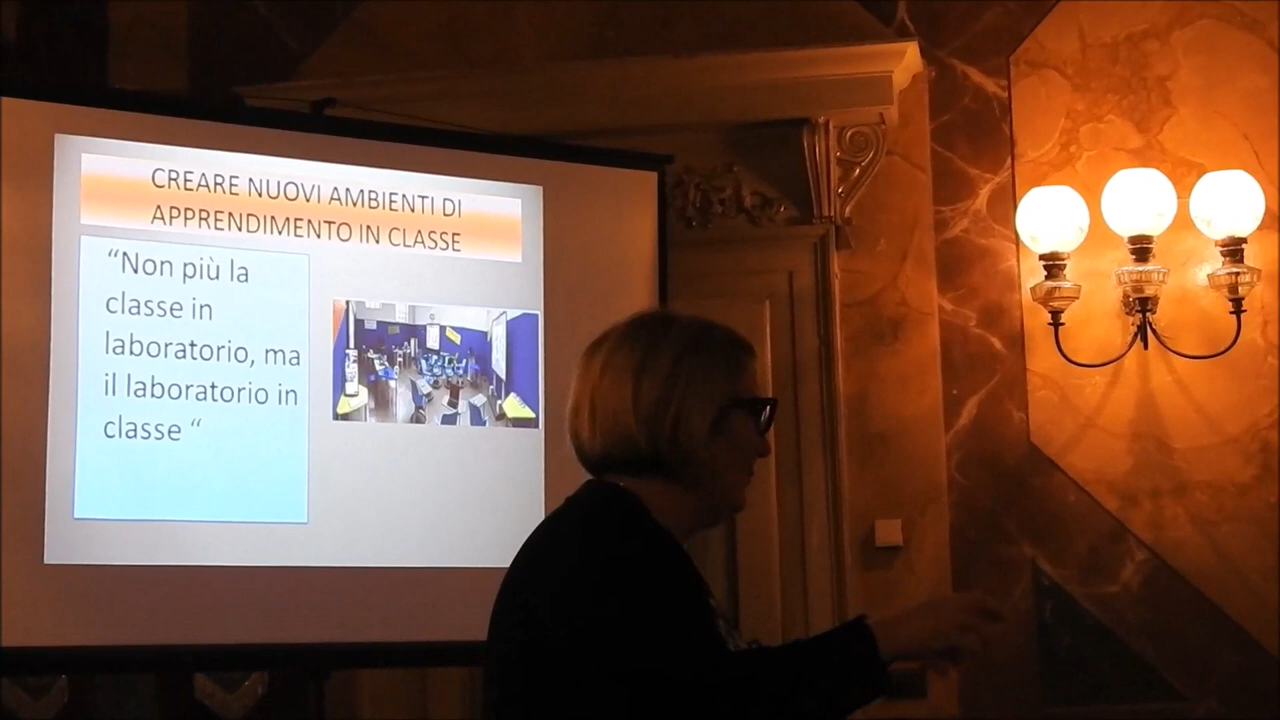 CREARE NUOVI AMBIENTI DI
APPRENDIMENTO IN CLASSE
“Non più la
classe in
laboratorio, ma
il laboratorio in
classe “